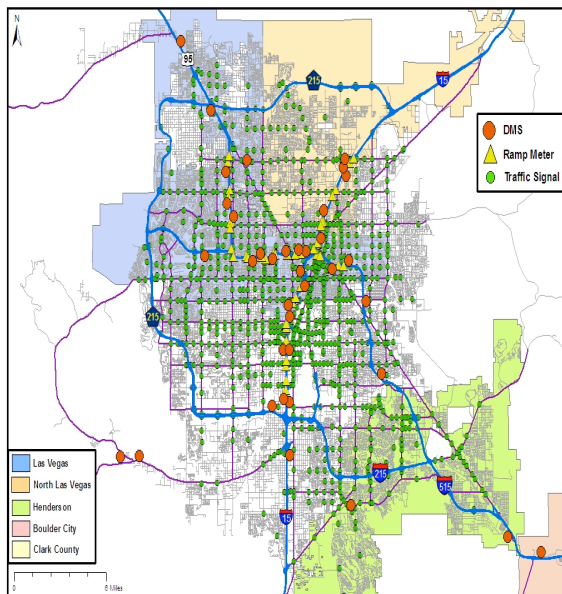 N
95
215
15
DMS
Ramp Meter
Traffic Signal
215
Las Vegas
North Las Vegas
Henderson
Boulder City
Clark County
215
515
15
0
6 Miles